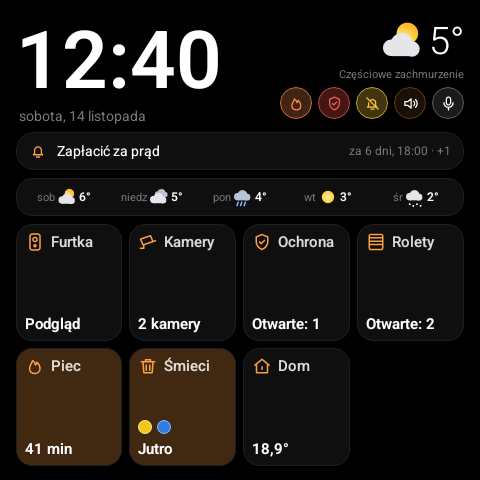 12:40
5°
Częściowe zachmurzenie
sobota, 14 listopada
Zapłacić za prąd
za 6 dni, 18:00 · +1
sob 6° niedz 5° pon 4° wt 3° śr 2°
Furtka
Podgląd
Kamery
2 kamery
Ochrona
Otwarte: 1
Rolety
Otwarte: 2
Piec
41 min
Śmieci
Jutro
Dom
18,9°